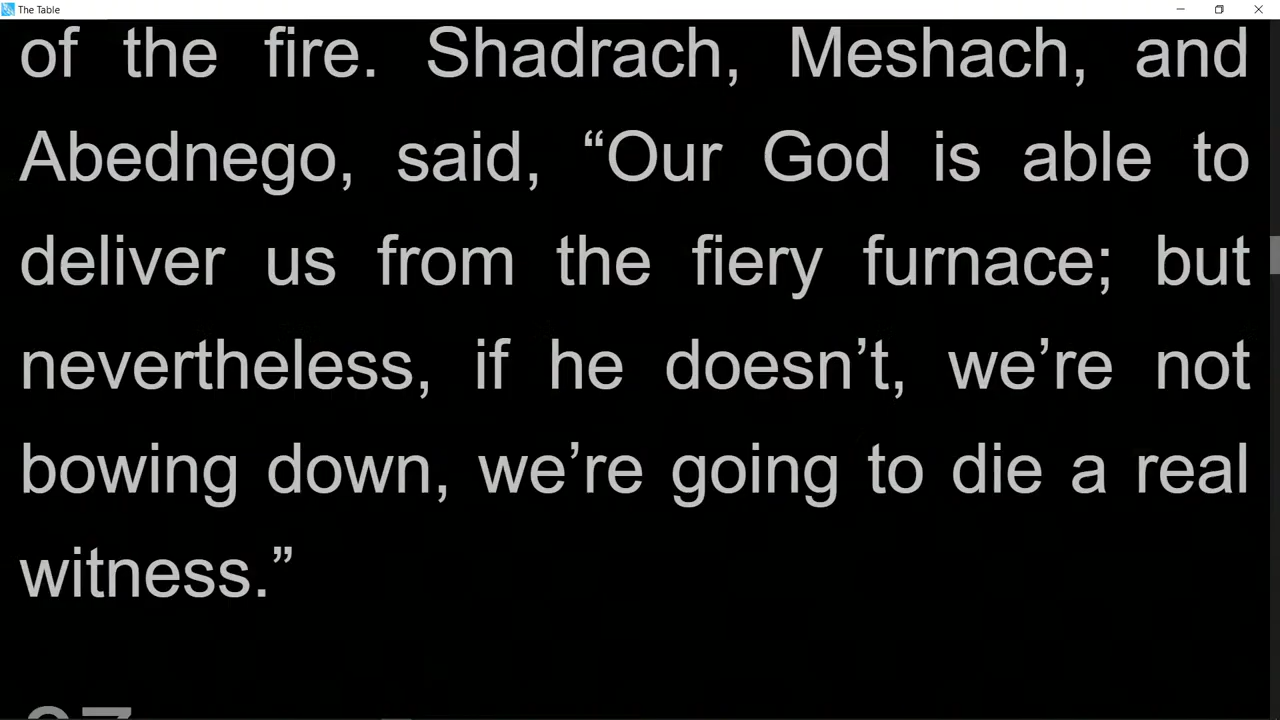 The Table
of the fire. Shadrach, Meshach, and
Abednego, said, “Our God is able to
deliver us from the fiery furnace; but
nevertheless, if he doesn’t, we’re not
bowing down, we’re going to die a real
witness.”